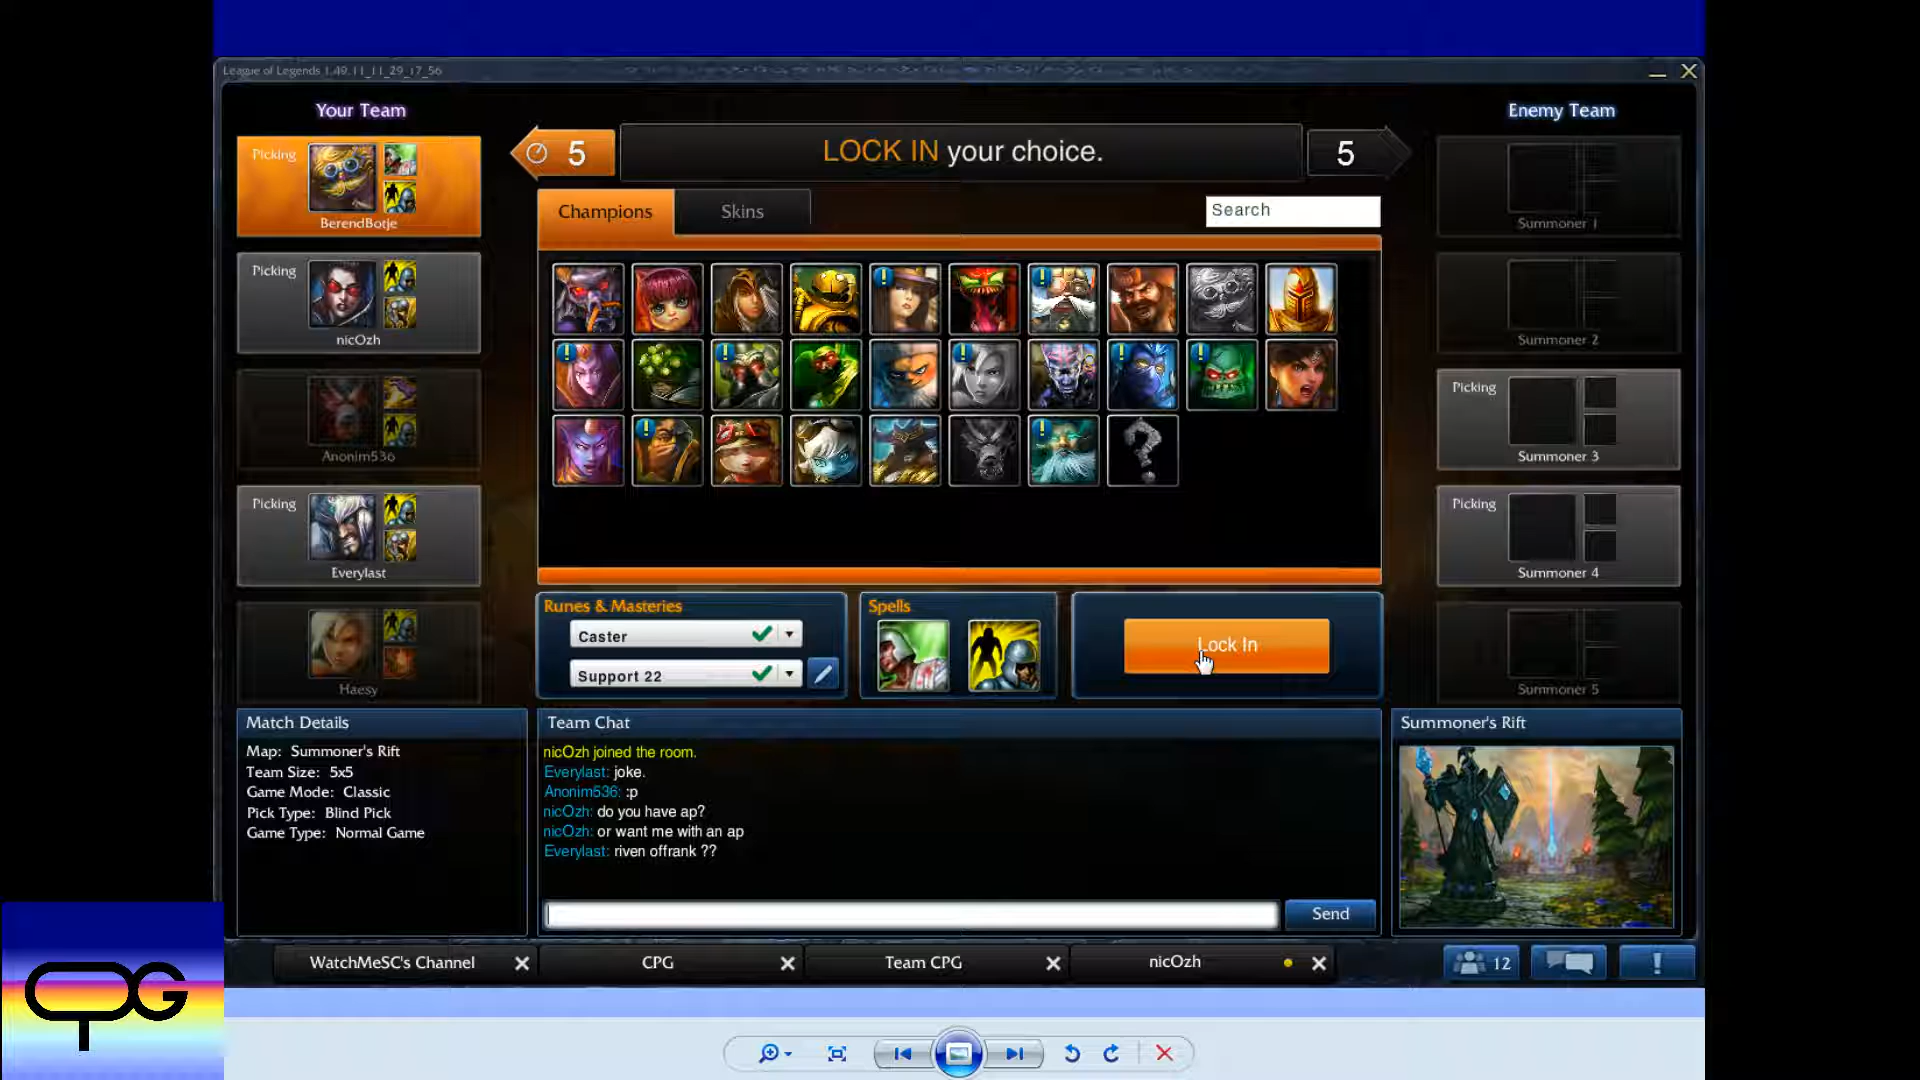 League of Legends 1.49.11_11_29_17_56
Your Team
5
LOCK IN your choice.
5
Enemy Team
Picking
BerendBotje
Picking
nicOzh
Anonim536
Picking
Everylast
Haesy
Champions
Skins
Search
Summoner 1
Summoner 2
Picking
Summoner 3
Picking
Summoner 4
Summoner 5
Runes & Masteries
Caster
Support 22
Spells
Lock In
Match Details
Map: Summoner's Rift
Team Size: 5x5
Game Mode: Classic
Pick Type: Blind Pick
Game Type: Normal Game
Team Chat
nicOzh joined the room.
Everylast: joke.
Anonim536: :p
nicOzh: do you have ap?
nicOzh: or want me with an ap
Everylast: riven offrank ??
Send
Summoner's Rift
WatchMeSC's Channel
CPG
Team CPG
nicOzh
12
CPG